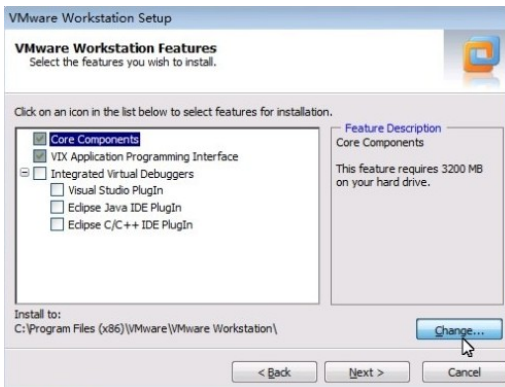 VMware Workstation Setup
VMware Workstation Features
Select the features you wish to install.
Click on an icon in the list below to select features for installation.
Core Components
VIX Application Programming Interface
Integrated Virtual Debuggers
Visual Studio PlugIn
Eclipse Java IDE PlugIn
Eclipse C/C++ IDE PlugIn
Feature Description
Core Components
This feature requires 3200 MB
on your hard drive.
Install to:
C:\Program Files (x86)\VMware\VMware Workstation\
Change...
< Back
Next >
Cancel